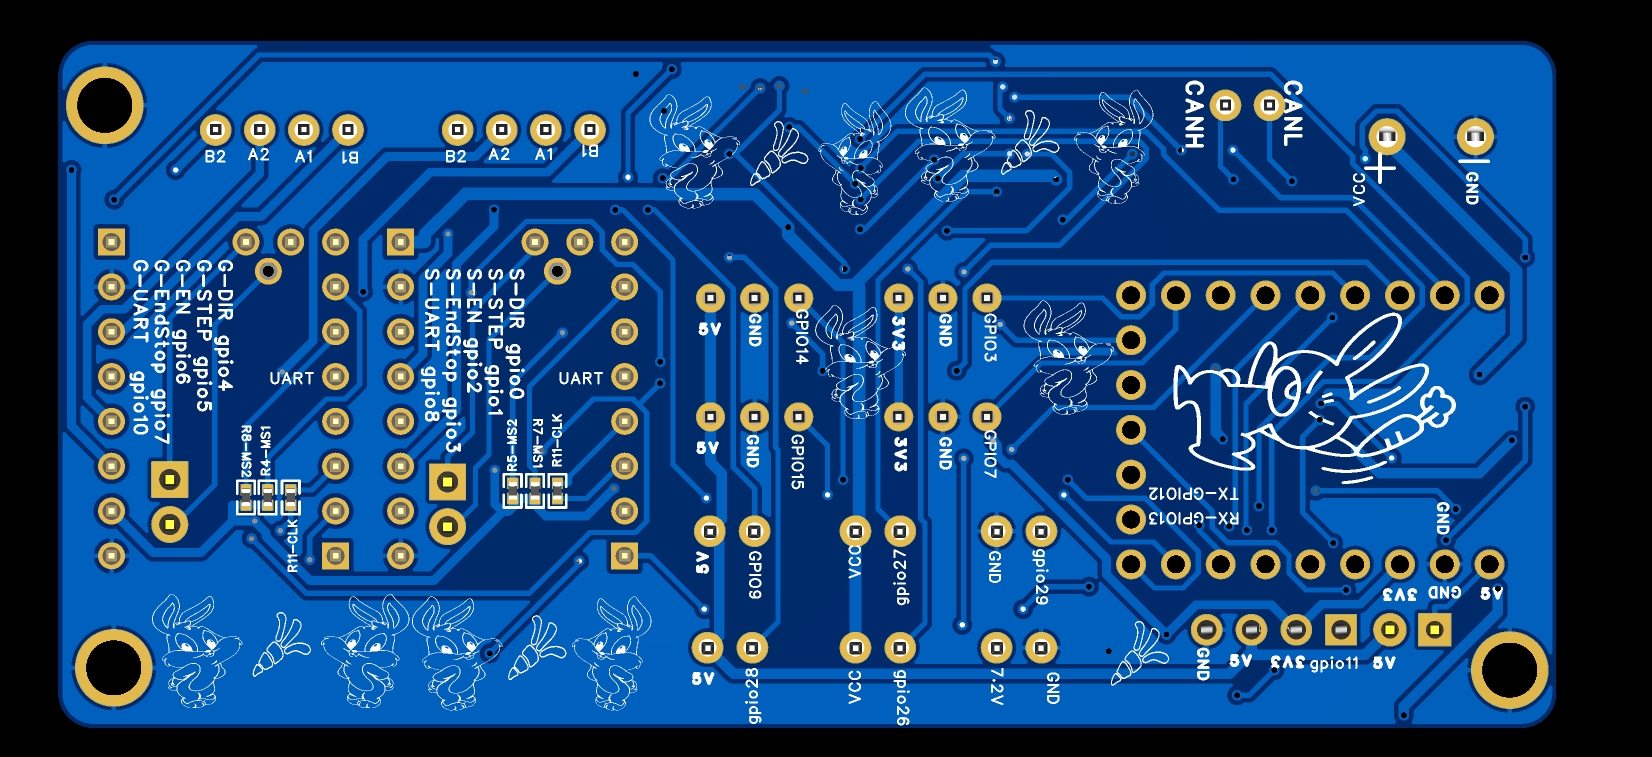 CANH
CANL
B2 A2 A1 B1
B2 A2 A1 B1
VCC
GND
G-DIR gpio4
G-STEP gpio5
G-EN gpio6
G-EndStop gpio7
G-UART gpio10
S-DIR gpio0
S-STEP gpio1
S-EN gpio2
S-EndStop gpio3
S-UART gpio8
UART
UART
5V GND GPIO14
3V3 GND GPIO3
R8-MS2
R4-MS1
R11-CLK
R5-MS2
R7-MS1
R11-CLK
5V GND GPIO15
3V3 GND GPIO7
TX-GPIO12
RX-GPIO13
GND
5V GPIO9
VCC gpio27
GND gpio29
3V3 GND 5V
GND 5V 3V3 gpio11 5V
5V gpio28
VCC gpio26
7.2V GND